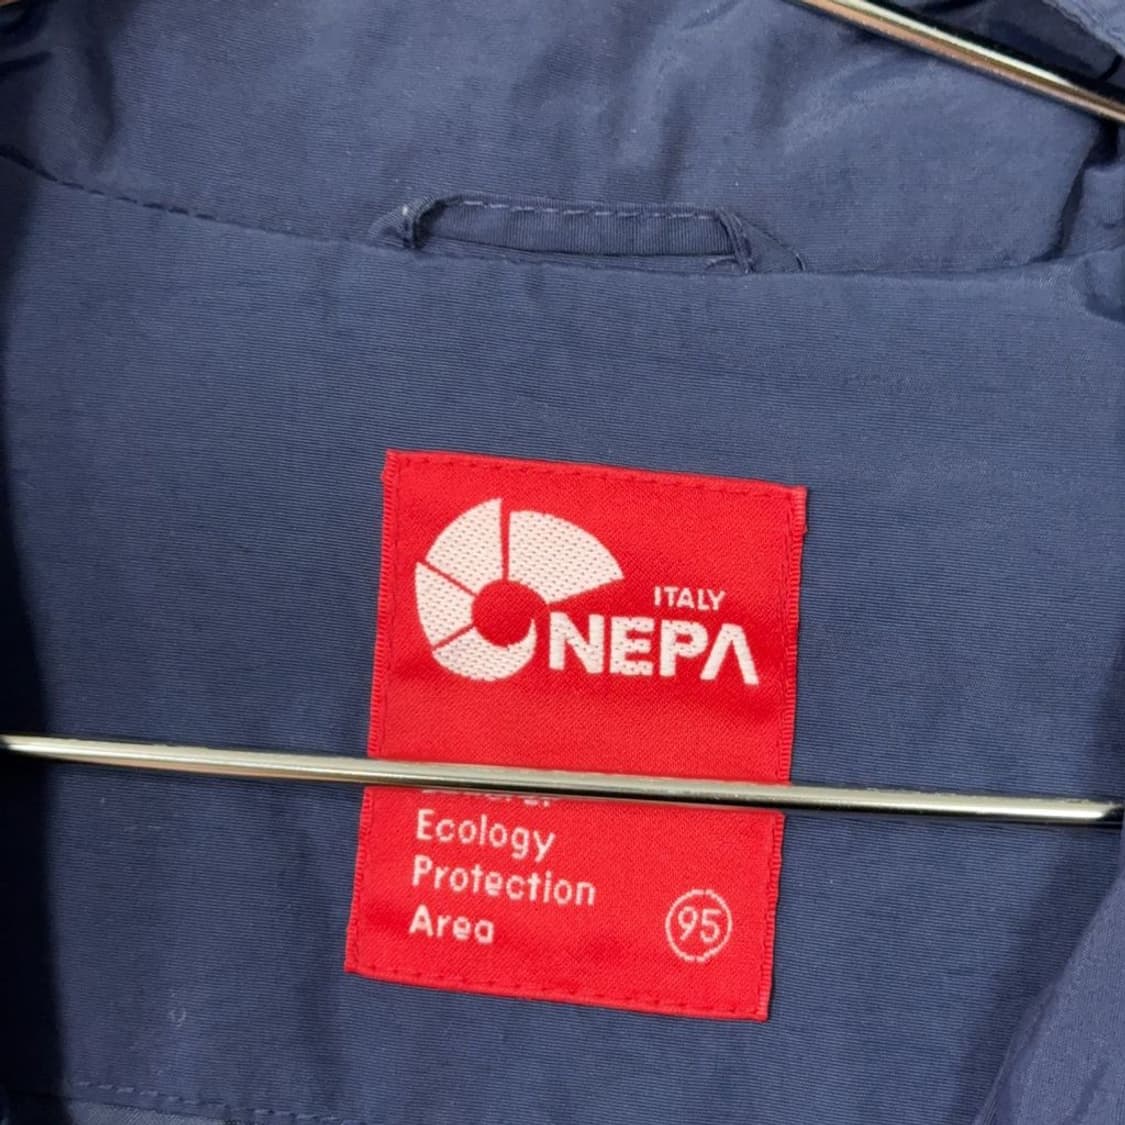 ITALY
NEPA
Ecology
Protection
Area
95